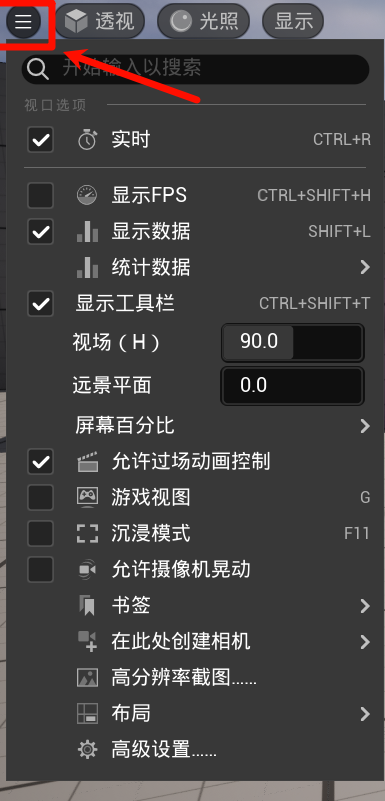 透视 光照 显示
开始输入以搜索
视口选项
实时 CTRL+R
显示FPS CTRL+SHIFT+H
显示数据 SHIFT+L
统计数据
显示工具栏 CTRL+SHIFT+T
视场（H） 90.0
远景平面 0.0
屏幕百分比
允许过场动画控制
游戏视图 G
沉浸模式 F11
允许摄像机晃动
书签
在此处创建相机
高分辨率截图......
布局
高级设置......